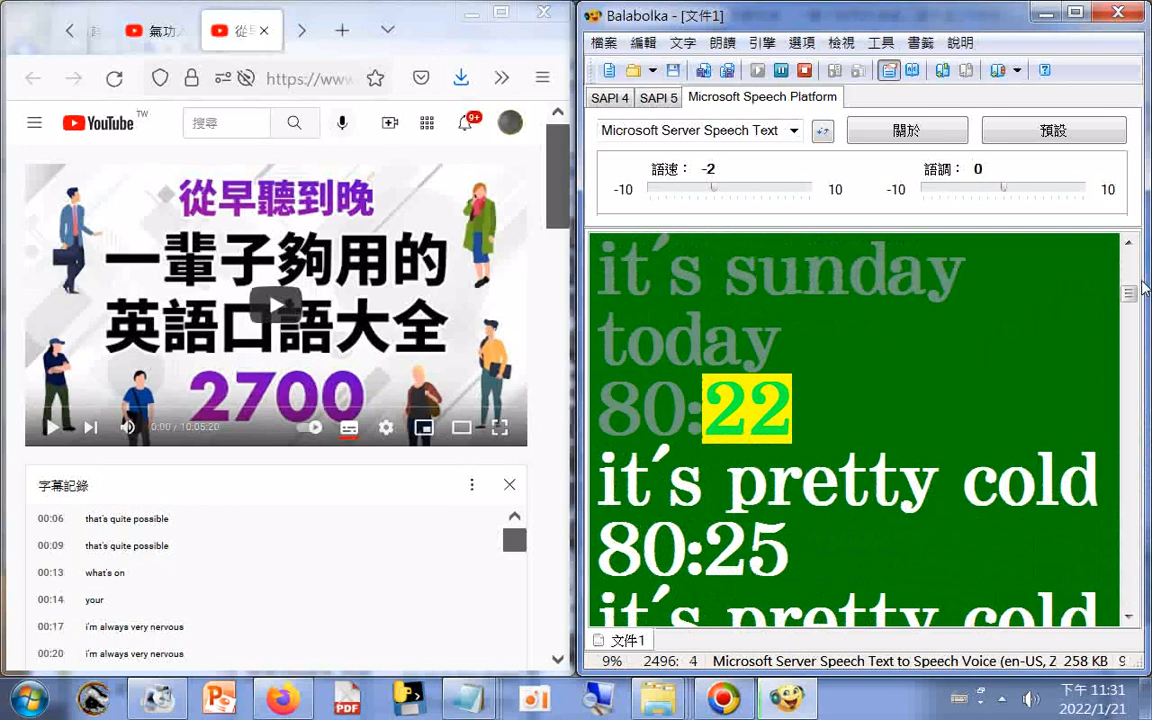 氣功
從
https://www
YouTube TW
搜尋
9+
從早聽到晚
一輩子夠用的
英語口語大全
2700
0:00 / 10:05:20
字幕記錄
00:06 that's quite possible
00:09 that's quite possible
00:13 what's on
00:14 your
00:17 i'm always very nervous
00:20 i'm always very nervous
Balabolka - [文件1]
檔案 編輯 文字 朗讀 引擎 選項 檢視 工具 書籤 說明
SAPI 4 SAPI 5 Microsoft Speech Platform
Microsoft Server Speech Text 關於 預設
語速： -2 語調： 0
-10 10 -10 10
it's sunday
today
80:22
it's pretty cold
80:25
it's pretty cold
文件1
9% 2496: 4 Microsoft Server Speech Text to Speech Voice (en-US, Z 258 KB 9
PDF
下午 11:31
2022/1/21